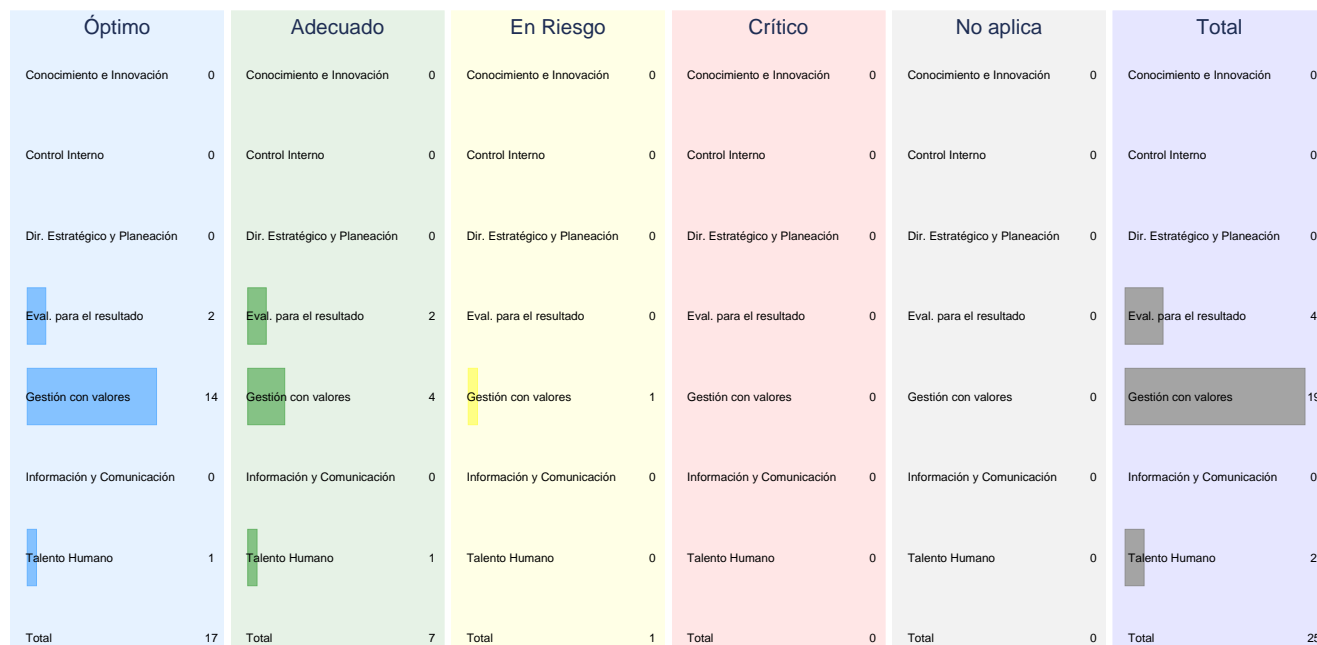 Óptimo Adecuado En Riesgo Crítico No aplica Total
Conocimiento e Innovación 0 Conocimiento e Innovación 0 Conocimiento e Innovación 0 Conocimiento e Innovación 0 Conocimiento e Innovación 0 Conocimiento e Innovación 0
Control Interno 0 Control Interno 0 Control Interno 0 Control Interno 0 Control Interno 0 Control Interno 0
Dir. Estratégico y Planeación 0 Dir. Estratégico y Planeación 0 Dir. Estratégico y Planeación 0 Dir. Estratégico y Planeación 0 Dir. Estratégico y Planeación 0 Dir. Estratégico y Planeación 0
Eval. para el resultado 2 Eval. para el resultado 2 Eval. para el resultado 0 Eval. para el resultado 0 Eval. para el resultado 0 Eval. para el resultado 4
Gestión con valores 14 Gestión con valores 4 Gestión con valores 1 Gestión con valores 0 Gestión con valores 0 Gestión con valores 19
Información y Comunicación 0 Información y Comunicación 0 Información y Comunicación 0 Información y Comunicación 0 Información y Comunicación 0 Información y Comunicación 0
Talento Humano 1 Talento Humano 1 Talento Humano 0 Talento Humano 0 Talento Humano 0 Talento Humano 2
Total 17 Total 7 Total 1 Total 0 Total 0 Total 25